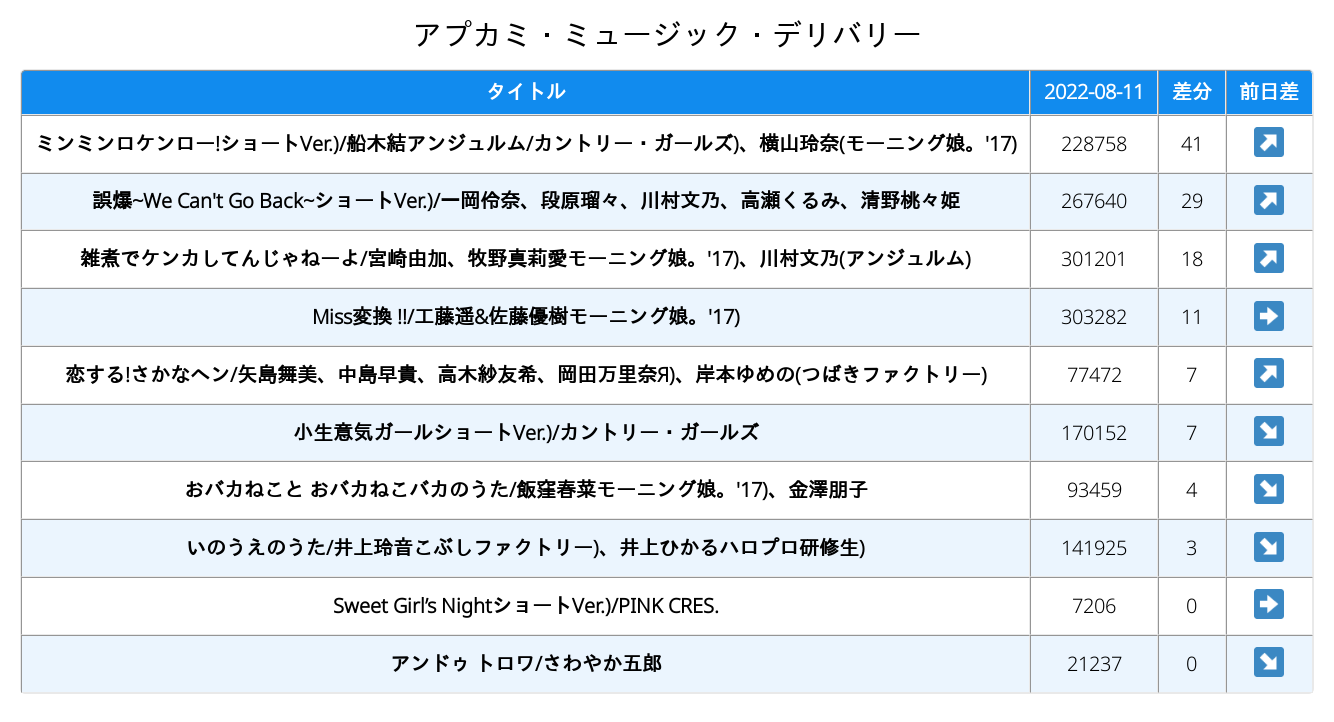 アプカミ・ミュージック・デリバリー
タイトル 2022-08-11 差分 前日差
ミンミンロケンロー!ショートVer.)/船木結アンジュルム/カントリー・ガールズ)、横山玲奈(モーニング娘。'17) 228758 41
誤爆~We Can't Go Back~ショートVer.)/一岡伶奈、段原瑠々、川村文乃、高瀬くるみ、清野桃々姫 267640 29
雑煮でケンカしてんじゃねーよ/宮崎由加、牧野真莉愛モーニング娘。'17)、川村文乃(アンジュルム) 301201 18
Miss変換 !!/工藤遥&佐藤優樹モーニング娘。'17) 303282 11
恋する!さかなヘン/矢島舞美、中島早貴、高木紗友希、岡田万里奈Я)、岸本ゆめの(つばきファクトリー) 77472 7
小生意気ガールショートVer.)/カントリー・ガールズ 170152 7
おバカねこと おバカねこバカのうた/飯窪春菜モーニング娘。'17)、金澤朋子 93459 4
いのうえのうた/井上玲音こぶしファクトリー)、井上ひかるハロプロ研修生) 141925 3
Sweet Girl’s NightショートVer.)/PINK CRES. 7206 0
アンドゥ トロワ/さわやか五郎 21237 0